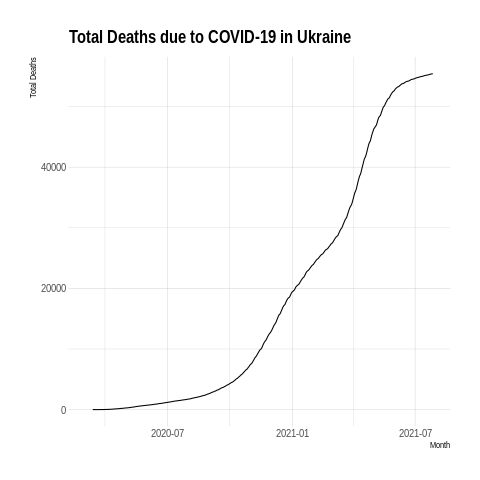 Total Deaths due to COVID-19 in Ukraine
Total Deaths
40000
20000
0
2020-07 2021-01 2021-07
Month